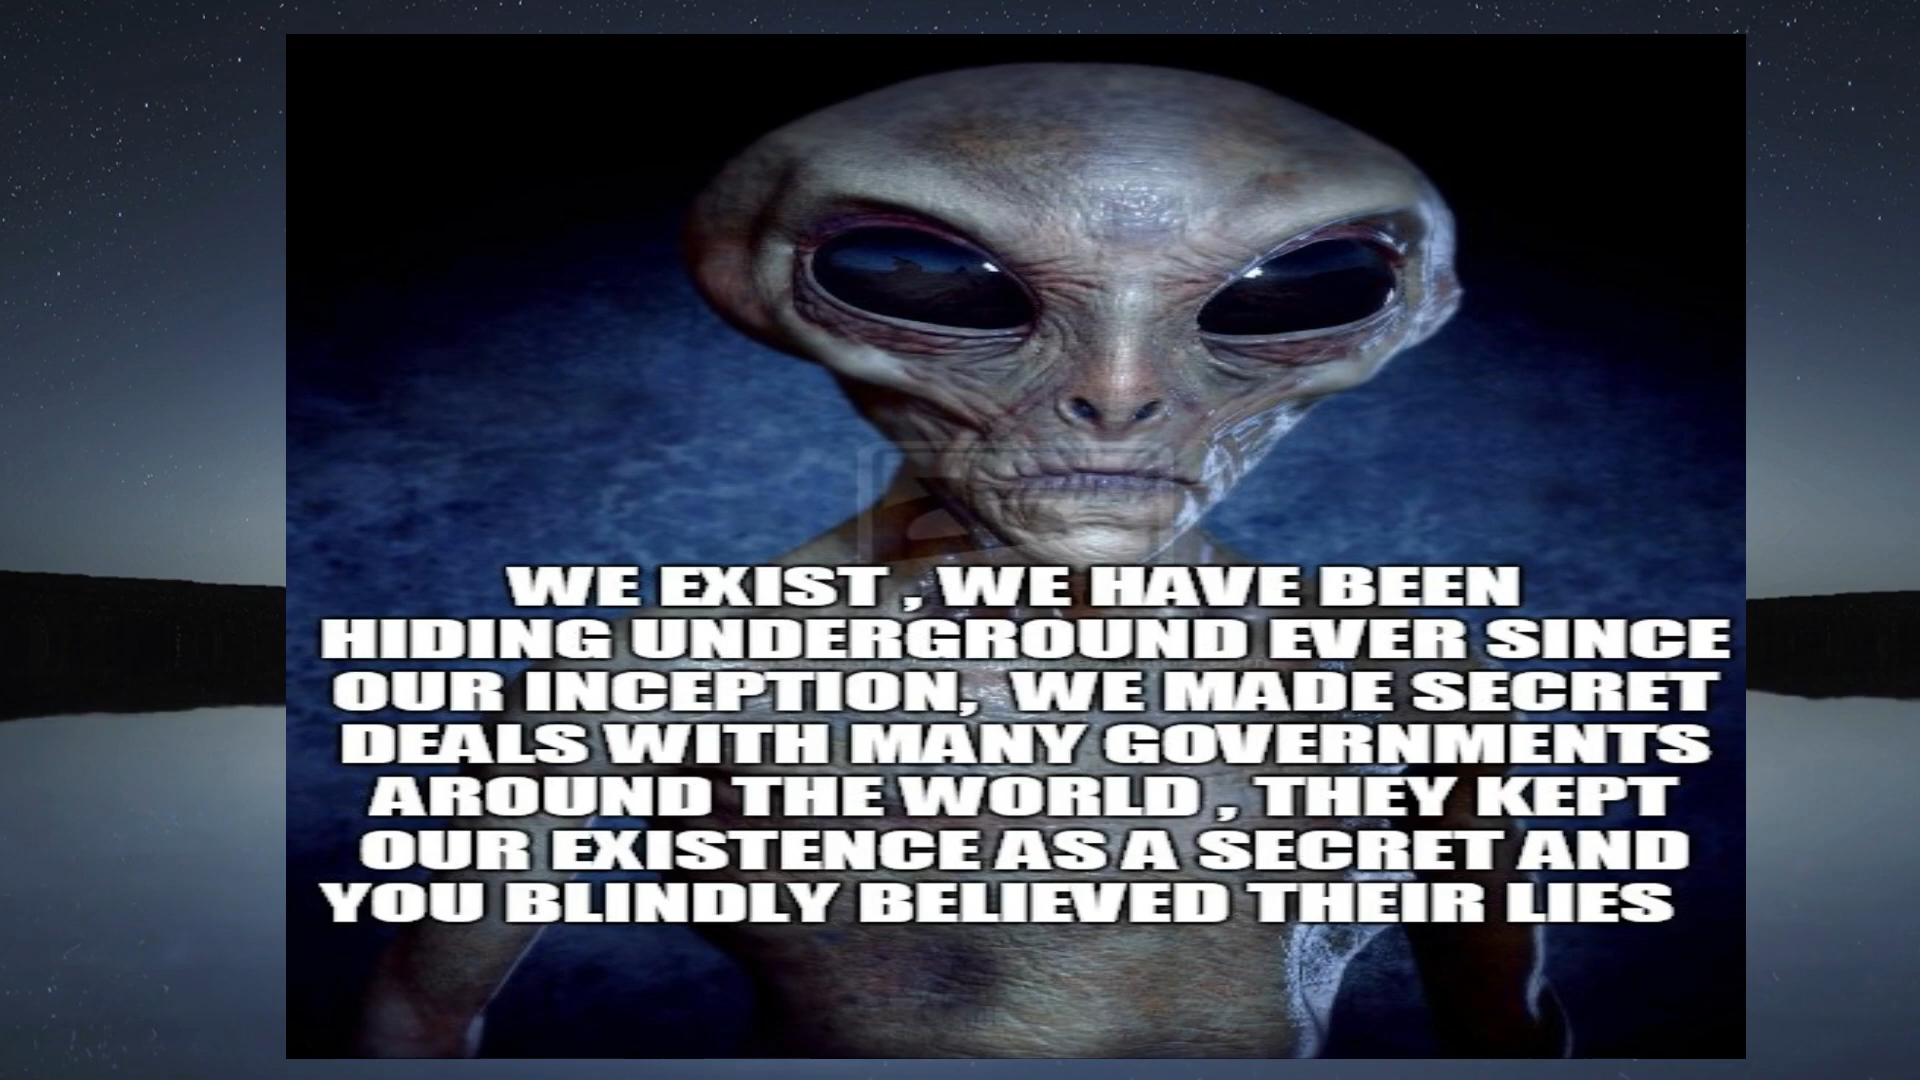 WE EXIST , WE HAVE BEEN
HIDING UNDERGROUND EVER SINCE
OUR INCEPTION, WE MADE SECRET
DEALS WITH MANY GOVERNMENTS
AROUND THE WORLD , THEY KEPT
OUR EXISTENCE AS A SECRET AND
YOU BLINDLY BELIEVED THEIR LIES